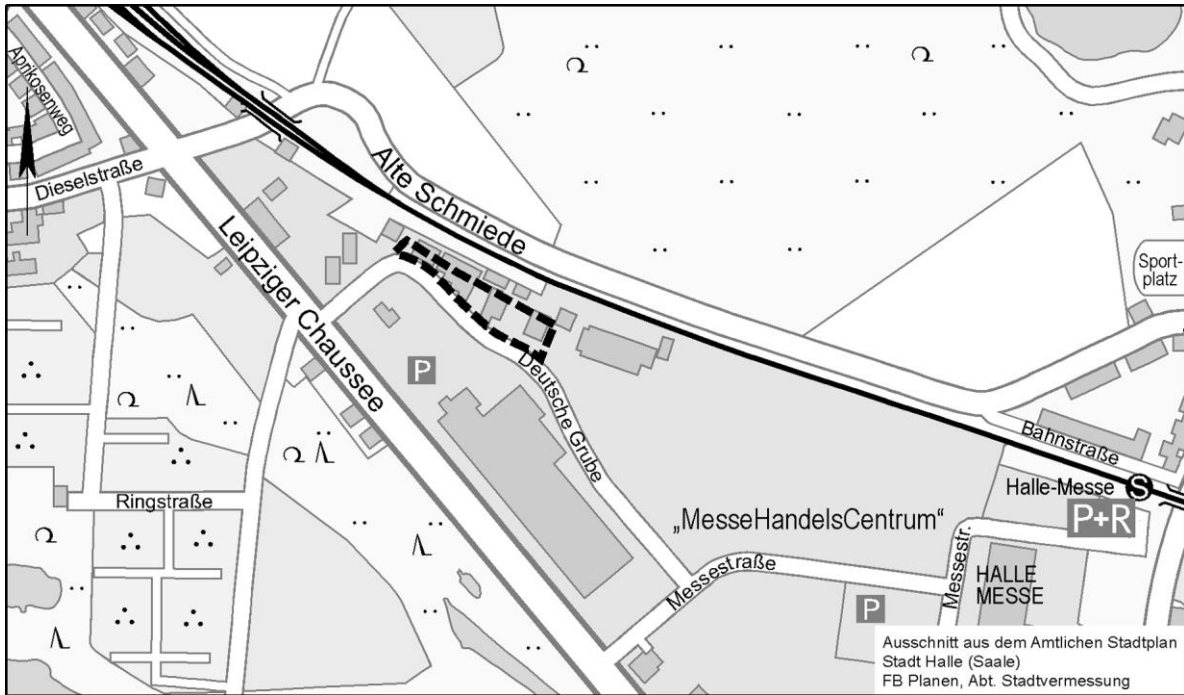 Aprikosenweg
Dieselstraße
Alte Schmiede
Leipziger Chaussee
Sport-
platz
P
Deutsche Grube
Bahnstraße
Halle-Messe
S
P+R
Ringstraße
„MesseHandelsCentrum“
Messestraße
Messestr.
HALLE
MESSE
P
Ausschnitt aus dem Amtlichen Stadtplan
Stadt Halle (Saale)
FB Planen, Abt. Stadtvermessung